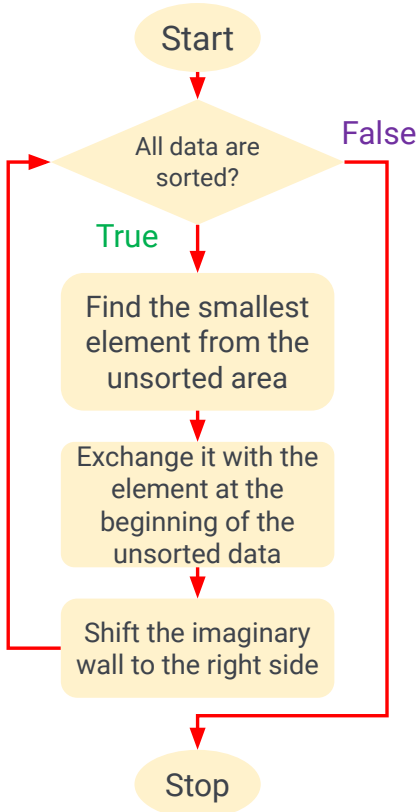 Start
All data are
sorted?
False
True
Find the smallest
element from the
unsorted area
Exchange it with the
element at the
beginning of the
unsorted data
Shift the imaginary
wall to the right side
Stop